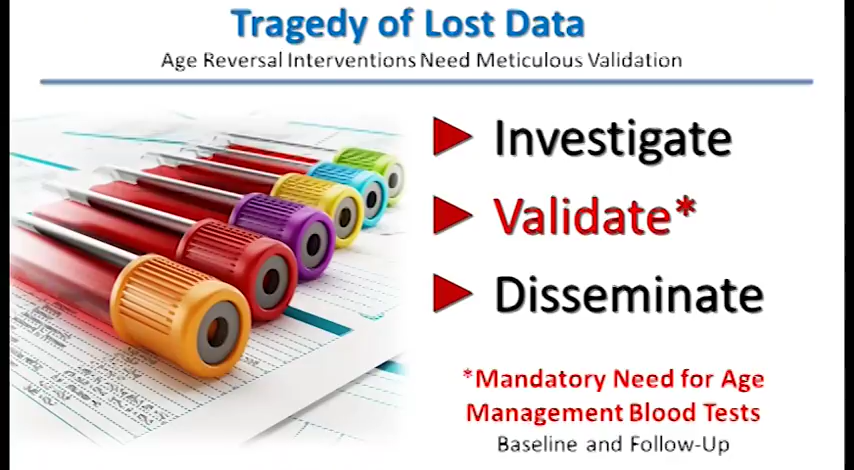 Tragedy of Lost Data
Age Reversal Interventions Need Meticulous Validation
Investigate
Validate*
Disseminate
*Mandatory Need for Age
Management Blood Tests
Baseline and Follow-Up